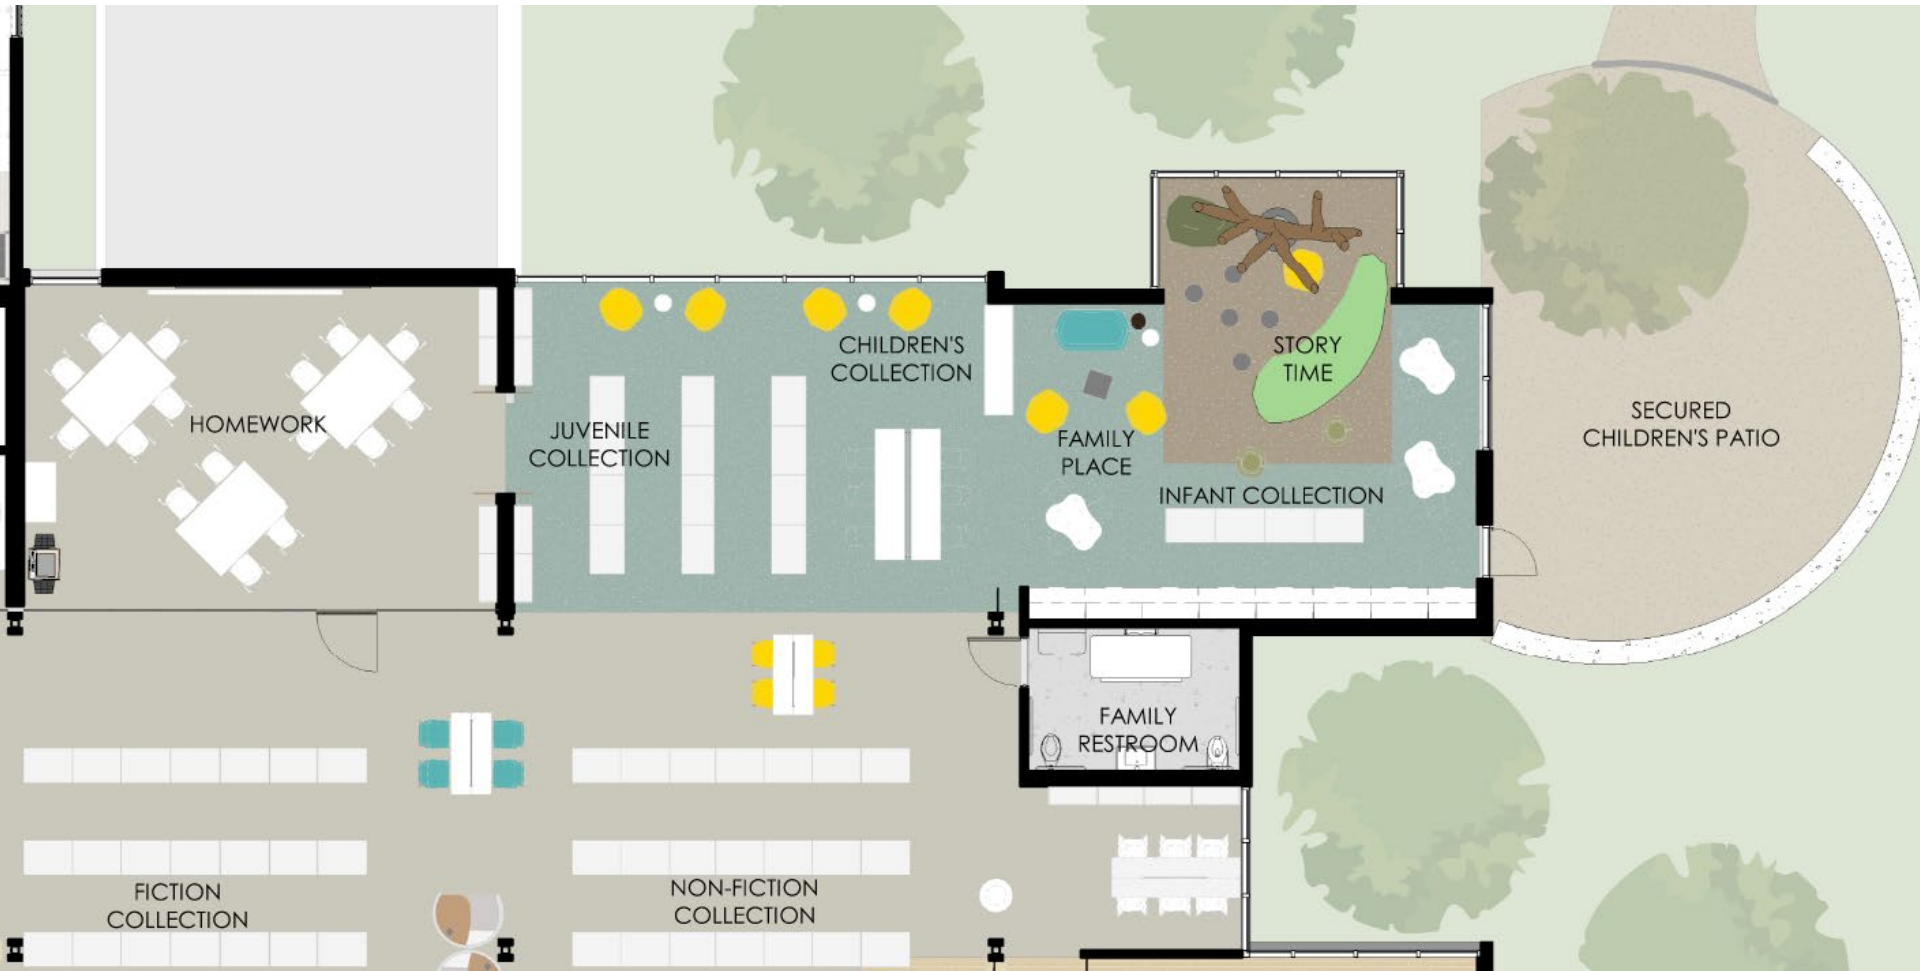 CHILDREN'S
COLLECTION
STORY
TIME
HOMEWORK
JUVENILE
COLLECTION
FAMILY
PLACE
SECURED
CHILDREN'S PATIO
INFANT COLLECTION
FAMILY
RESTROOM
FICTION
COLLECTION
NON-FICTION
COLLECTION